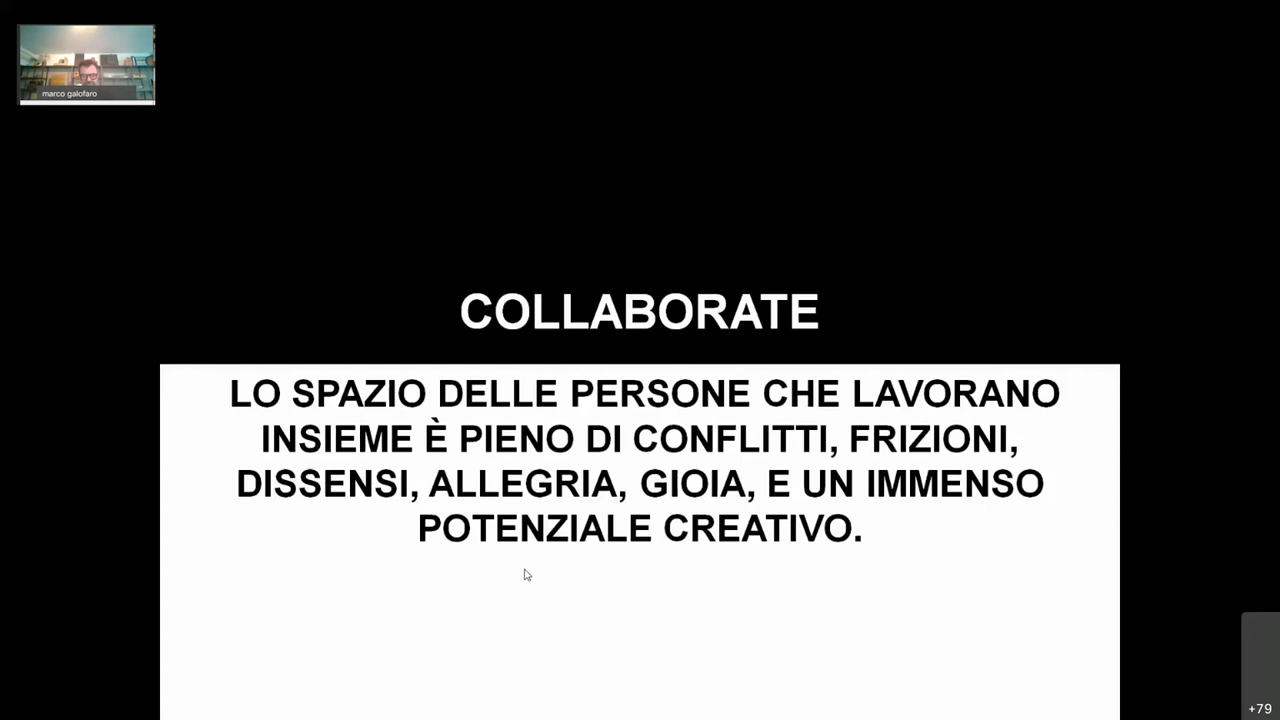 marco galofaro
COLLABORATE
LO SPAZIO DELLE PERSONE CHE LAVORANO
INSIEME È PIENO DI CONFLITTI, FRIZIONI,
DISSENSI, ALLEGRIA, GIOIA, E UN IMMENSO
POTENZIALE CREATIVO.
+79